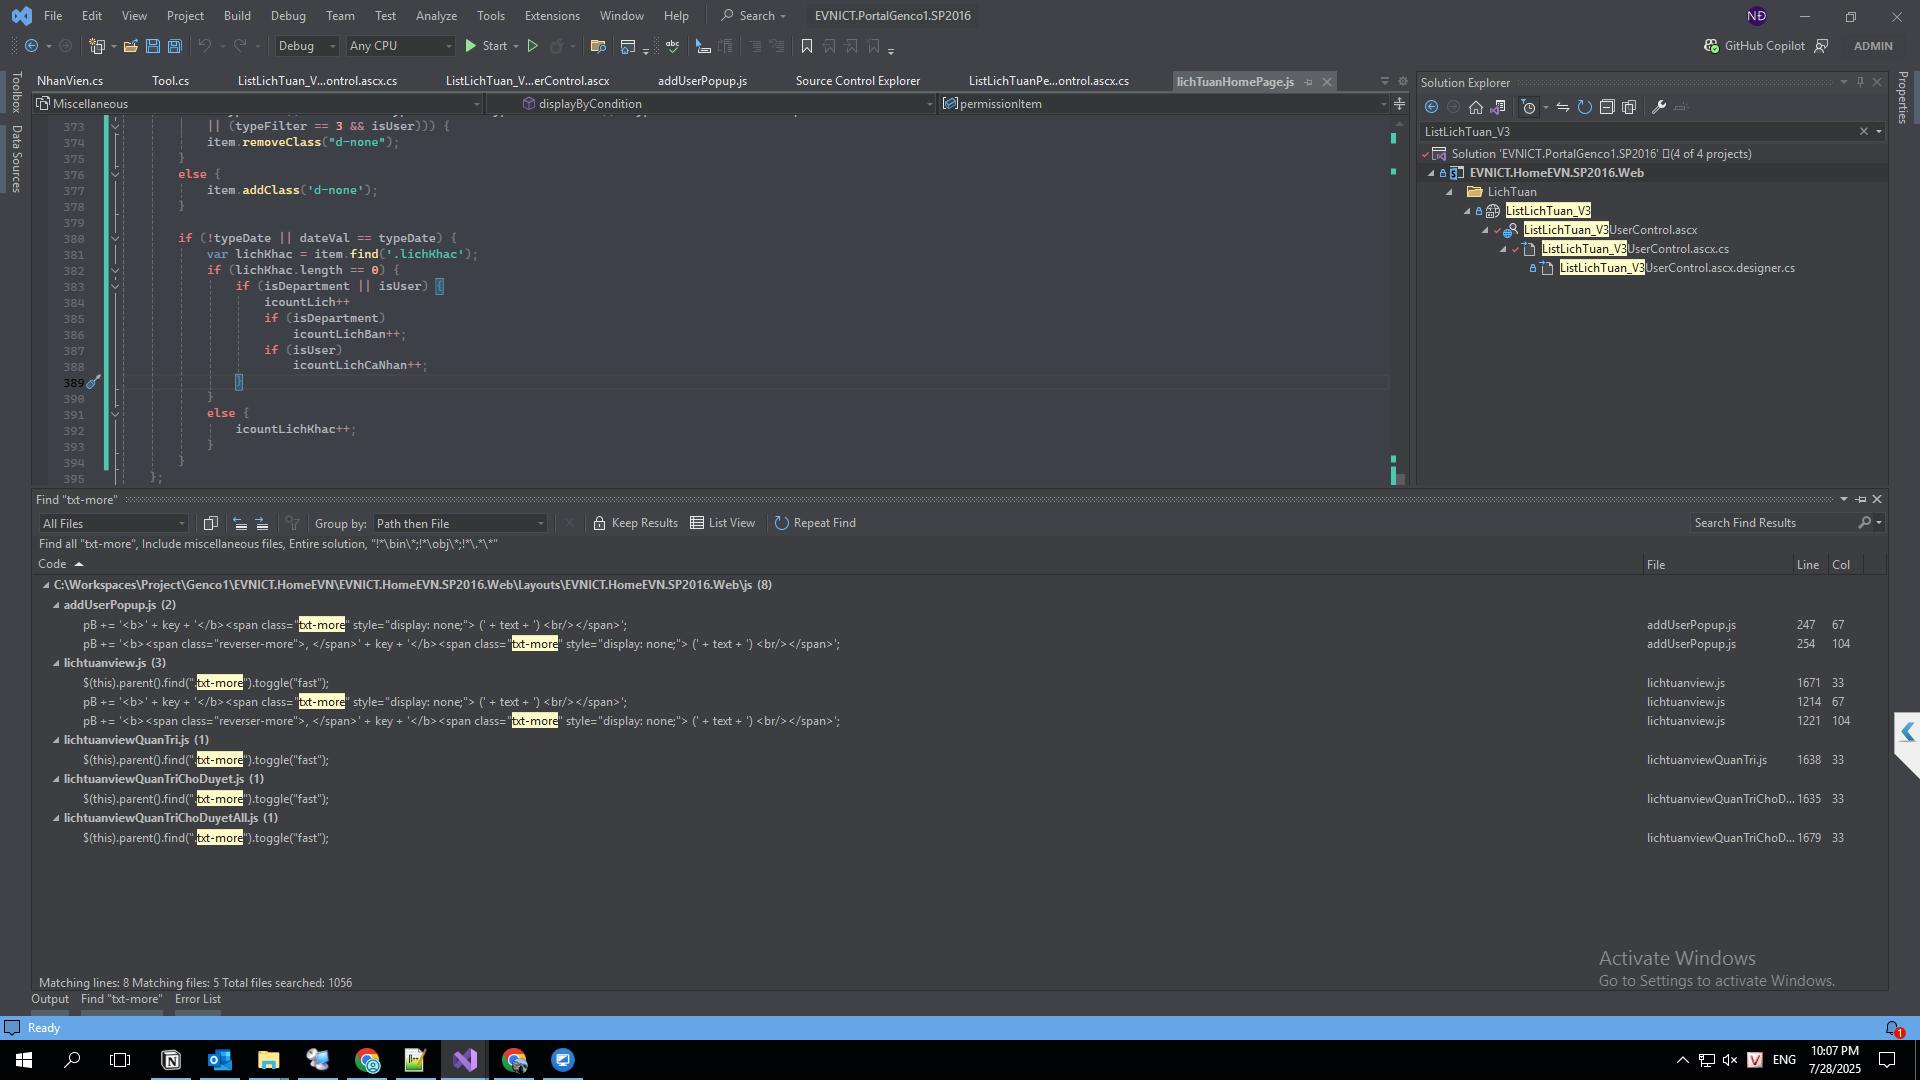 File Edit View Project Build Debug Team Test Analyze Tools Extensions Window Help Search EVNICT.PortalGenco1.SP2016 NĐ
Debug Any CPU Start GitHub Copilot ADMIN
NhanVien.cs Tool.cs ListLichTuan_V...ontrol.ascx.cs ListLichTuan_V...erControl.ascx addUserPopup.js Source Control Explorer ListLichTuanPe...ontrol.ascx.cs lichTuanHomePage.js
Miscellaneous displayByCondition permissionItem
373 || (typeFilter == 3 && isUser))) {
374 item.removeClass("d-none");
375 }
376 else {
377 item.addClass('d-none');
378 }
379
380 if (!typeDate || dateVal == typeDate) {
381 var lichKhac = item.find('.lichKhac');
382 if (lichKhac.length == 0) {
383 if (isDepartment || isUser) {
384 icountLich++
385 if (isDepartment)
386 icountLichBan++;
387 if (isUser)
388 icountLichCaNhan++;
389 }
390 }
391 else {
392 icountLichKhac++;
393 }
394 }
395 };
Toolbox
Data Sources
Solution Explorer
ListLichTuan_V3
Solution 'EVNICT.PortalGenco1.SP2016' (4 of 4 projects)
EVNICT.HomeEVN.SP2016.Web
LichTuan
ListLichTuan_V3
ListLichTuan_V3UserControl.ascx
ListLichTuan_V3UserControl.ascx.cs
ListLichTuan_V3UserControl.ascx.designer.cs
Properties
Find "txt-more"
All Files Group by: Path then File Keep Results List View Repeat Find Search Find Results
Find all "txt-more", Include miscellaneous files, Entire solution, "!*\bin\*;!*\obj\*;!*\.*\*"
Code File Line Col
C:\Workspaces\Project\Genco1\EVNICT.HomeEVN\EVNICT.HomeEVN.SP2016.Web\Layouts\EVNICT.HomeEVN.SP2016.Web\js (8)
addUserPopup.js (2)
pB += '<b>' + key + '</b><span class="txt-more" style="display: none;"> (' + text + ') <br/></span>'; addUserPopup.js 247 67
pB += '<b><span class="reverser-more">, </span>' + key + '</b><span class="txt-more" style="display: none;"> (' + text + ') <br/></span>'; addUserPopup.js 254 104
lichtuanview.js (3)
$(this).parent().find(".txt-more").toggle("fast"); lichtuanview.js 1671 33
pB += '<b>' + key + '</b><span class="txt-more" style="display: none;"> (' + text + ') <br/></span>'; lichtuanview.js 1214 67
pB += '<b><span class="reverser-more">, </span>' + key + '</b><span class="txt-more" style="display: none;"> (' + text + ') <br/></span>'; lichtuanview.js 1221 104
lichtuanviewQuanTri.js (1)
$(this).parent().find(".txt-more").toggle("fast"); lichtuanviewQuanTri.js 1638 33
lichtuanviewQuanTriChoDuyet.js (1)
$(this).parent().find(".txt-more").toggle("fast"); lichtuanviewQuanTriChoD... 1635 33
lichtuanviewQuanTriChoDuyetAll.js (1)
$(this).parent().find(".txt-more").toggle("fast"); lichtuanviewQuanTriChoD... 1679 33
Activate Windows
Go to Settings to activate Windows.
Matching lines: 8 Matching files: 5 Total files searched: 1056
Output Find "txt-more" Error List
Ready 1
ENG 10:07 PM
7/28/2025